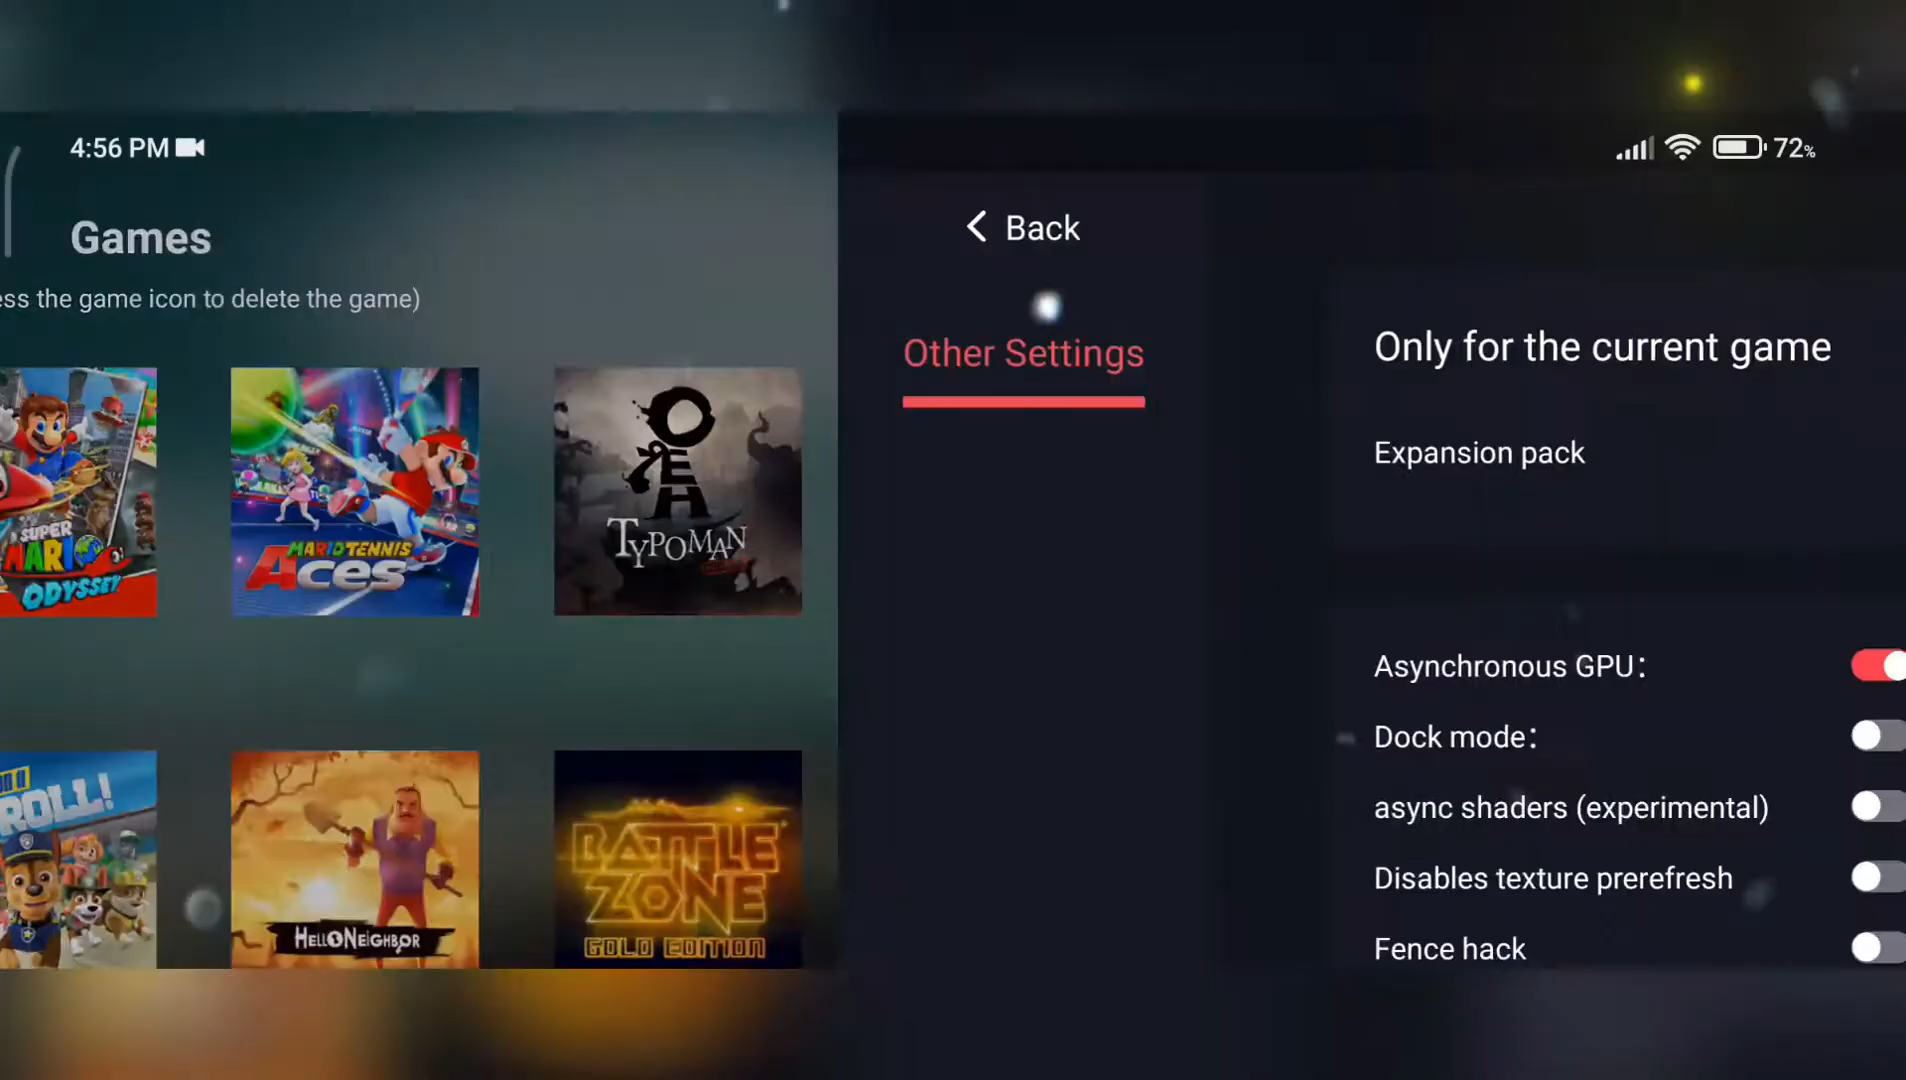 4:56 PM
72%
Games
ess the game icon to delete the game)
SUPER
MARIO
ODYSSEY
MARIO TENNIS
ACES
TYPOMAN
ROLL!
HELLO NEIGHBOR
BATTLE
ZONE
GOLD EDITION
Back
Other Settings
Only for the current game
Expansion pack
Asynchronous GPU：
Dock mode：
async shaders (experimental)
Disables texture prerefresh
Fence hack